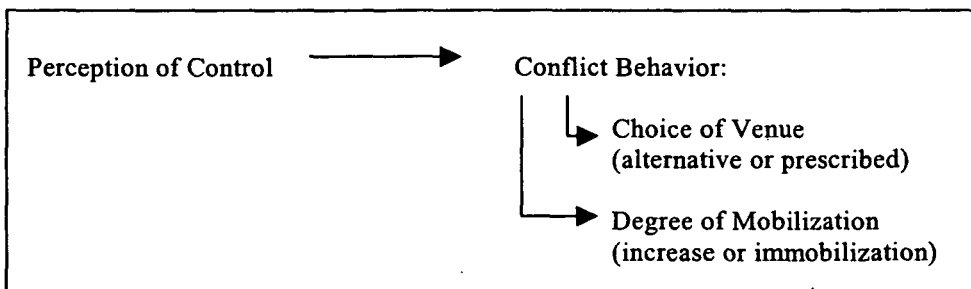 Perception of Control
Conflict Behavior:
Choice of Venue
(alternative or prescribed)
Degree of Mobilization
(increase or immobilization)